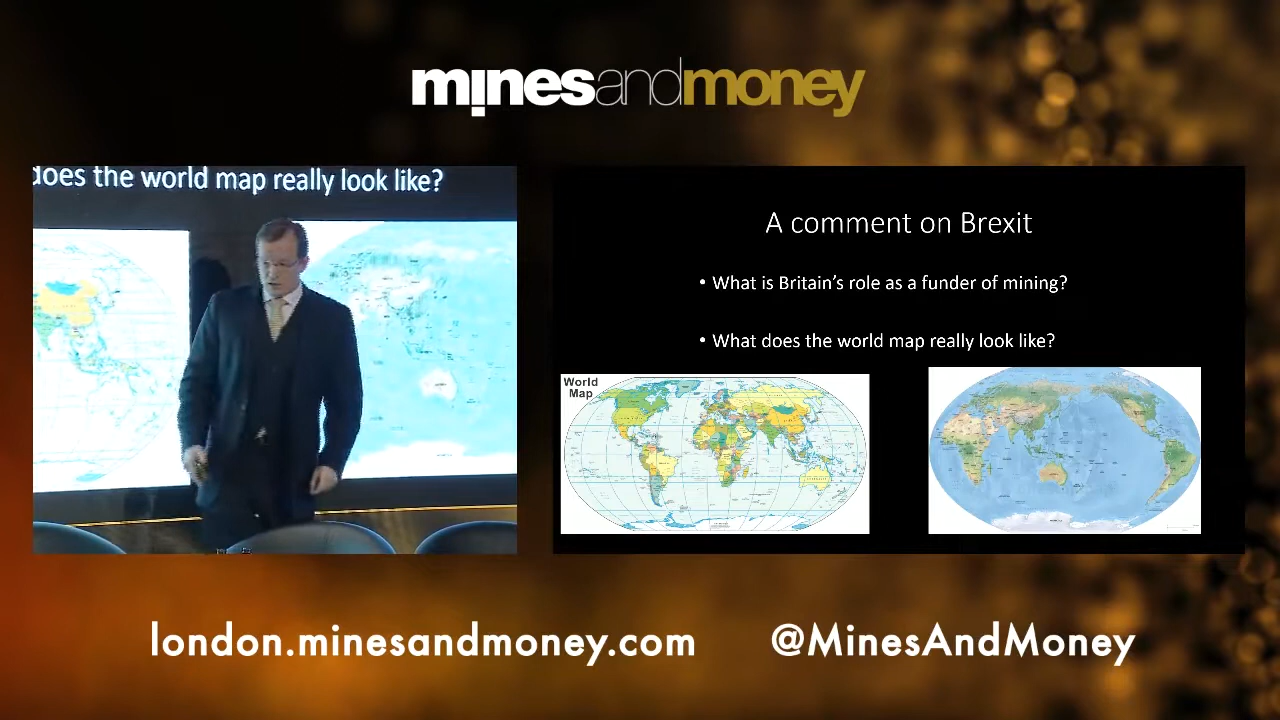 minesandmoney
does the world map really look like?
A comment on Brexit
• What is Britain's role as a funder of mining?
• What does the world map really look like?
World
Map
london.minesandmoney.com
@MinesAndMoney